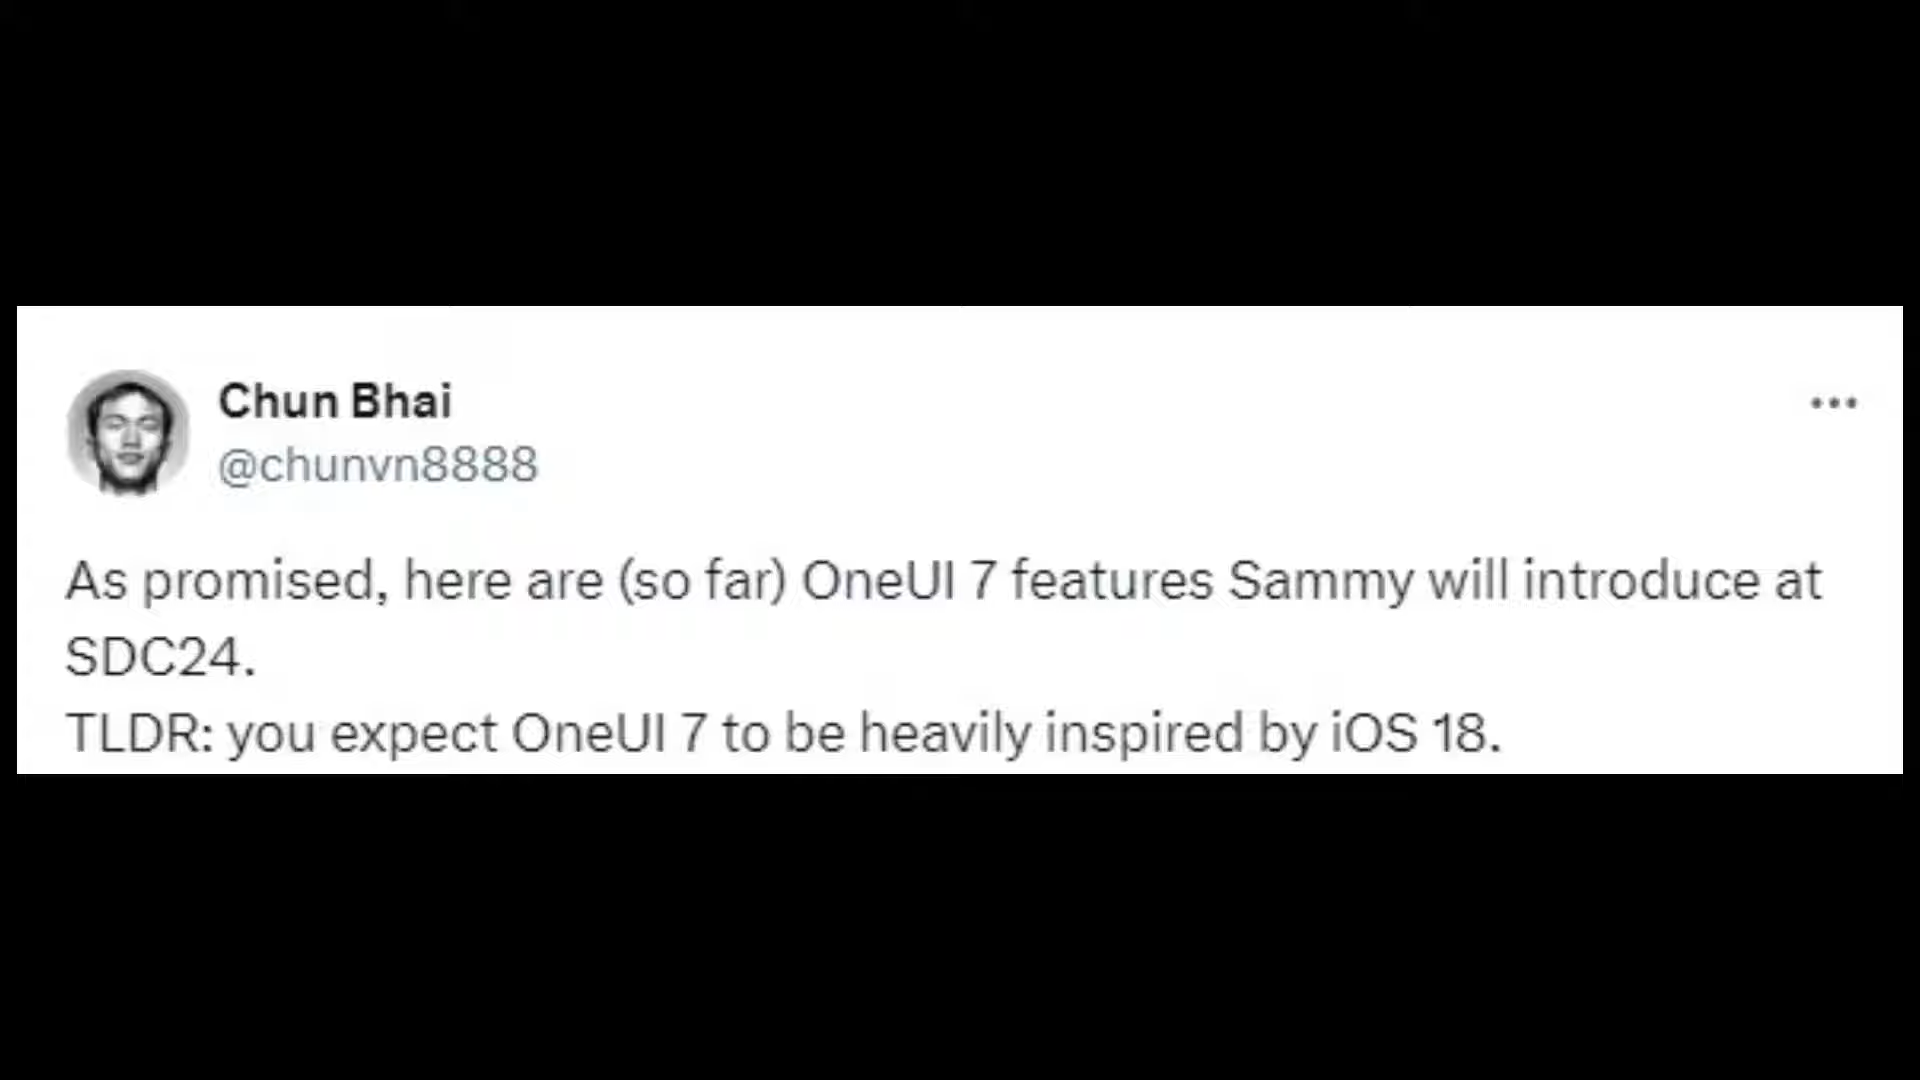 Chun Bhai
@chunvn8888
As promised, here are (so far) OneUI 7 features Sammy will introduce at
SDC24.
TLDR: you expect OneUI 7 to be heavily inspired by iOS 18.